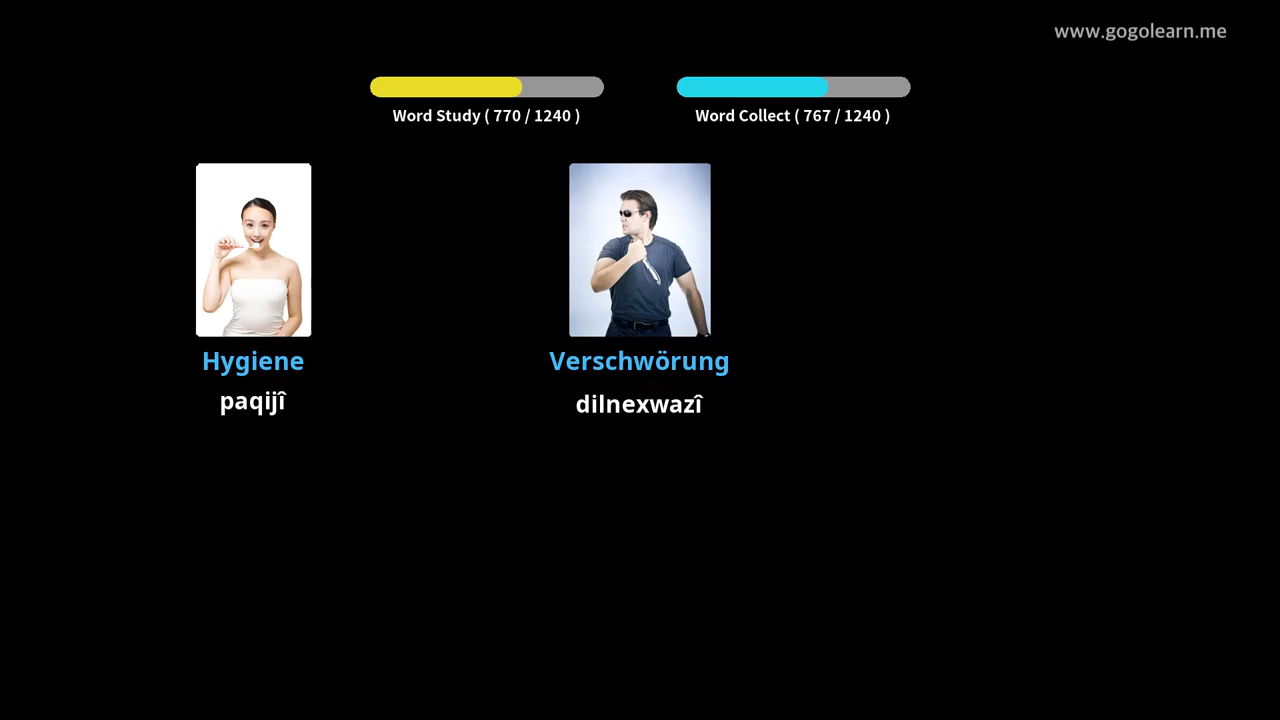 www.gogolearn.me
Word Study ( 770 / 1240 )
Word Collect ( 767 / 1240 )
Hygiene
paqijî
Verschwörung
dilnexwazî